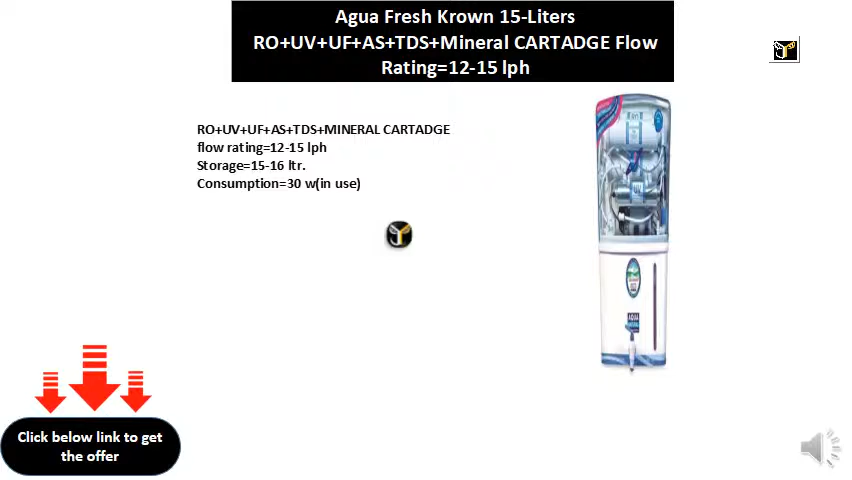 Agua Fresh Krown 15-Liters
RO+UV+UF+AS+TDS+Mineral CARTADGE Flow
Rating=12-15 lph
RO+UV+UF+AS+TDS+MINERAL CARTADGE
flow rating=12-15 lph
Storage=15-16 ltr.
Consumption=30 w(in use)
AQUA
Click below link to get
the offer